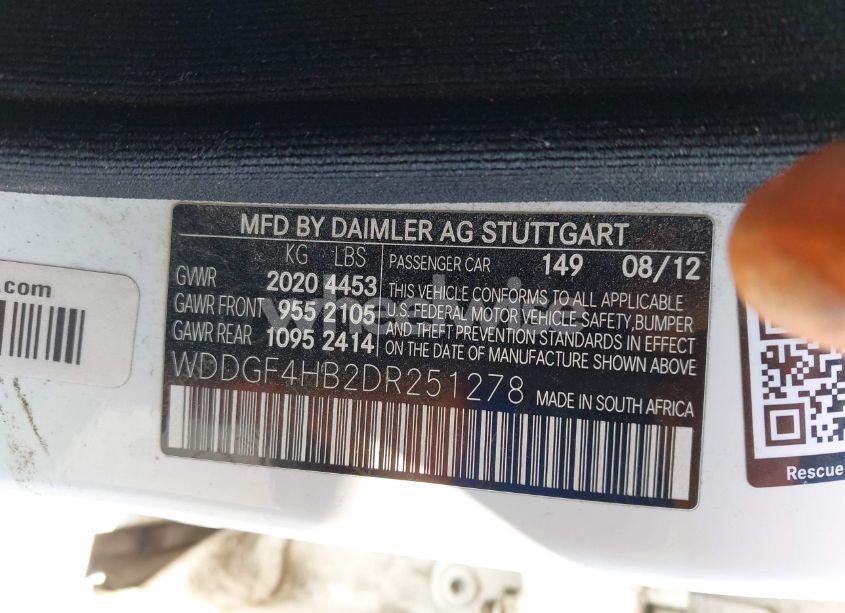 MFD BY DAIMLER AG STUTTGART
KG LBS
GVWR 2020 4453
GAWR FRONT 955 2105
GAWR REAR 1095 2414
PASSENGER CAR 149 08/12
THIS VEHICLE CONFORMS TO ALL APPLICABLE
U.S. FEDERAL MOTOR VEHICLE SAFETY, BUMPER
AND THEFT PREVENTION STANDARDS IN EFFECT
ON THE DATE OF MANUFACTURE SHOWN ABOVE
WDDGF4HB2DR251278 MADE IN SOUTH AFRICA
.com
Rescue